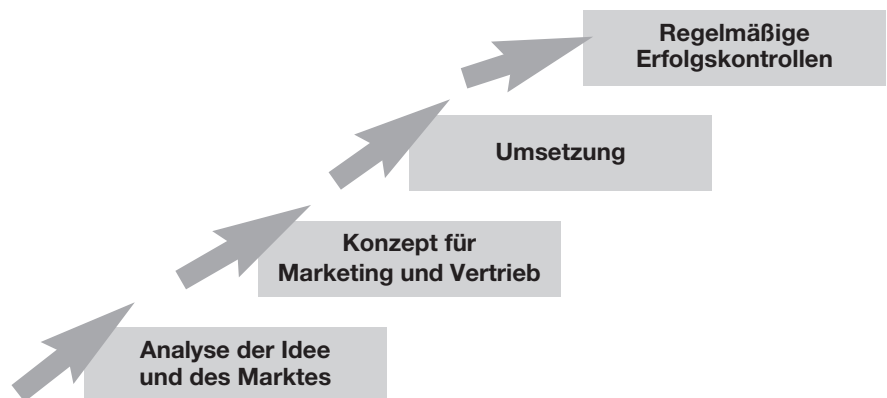 Regelmäßige
Erfolgskontrollen
Umsetzung
Konzept für
Marketing und Vertrieb
Analyse der Idee
und des Marktes